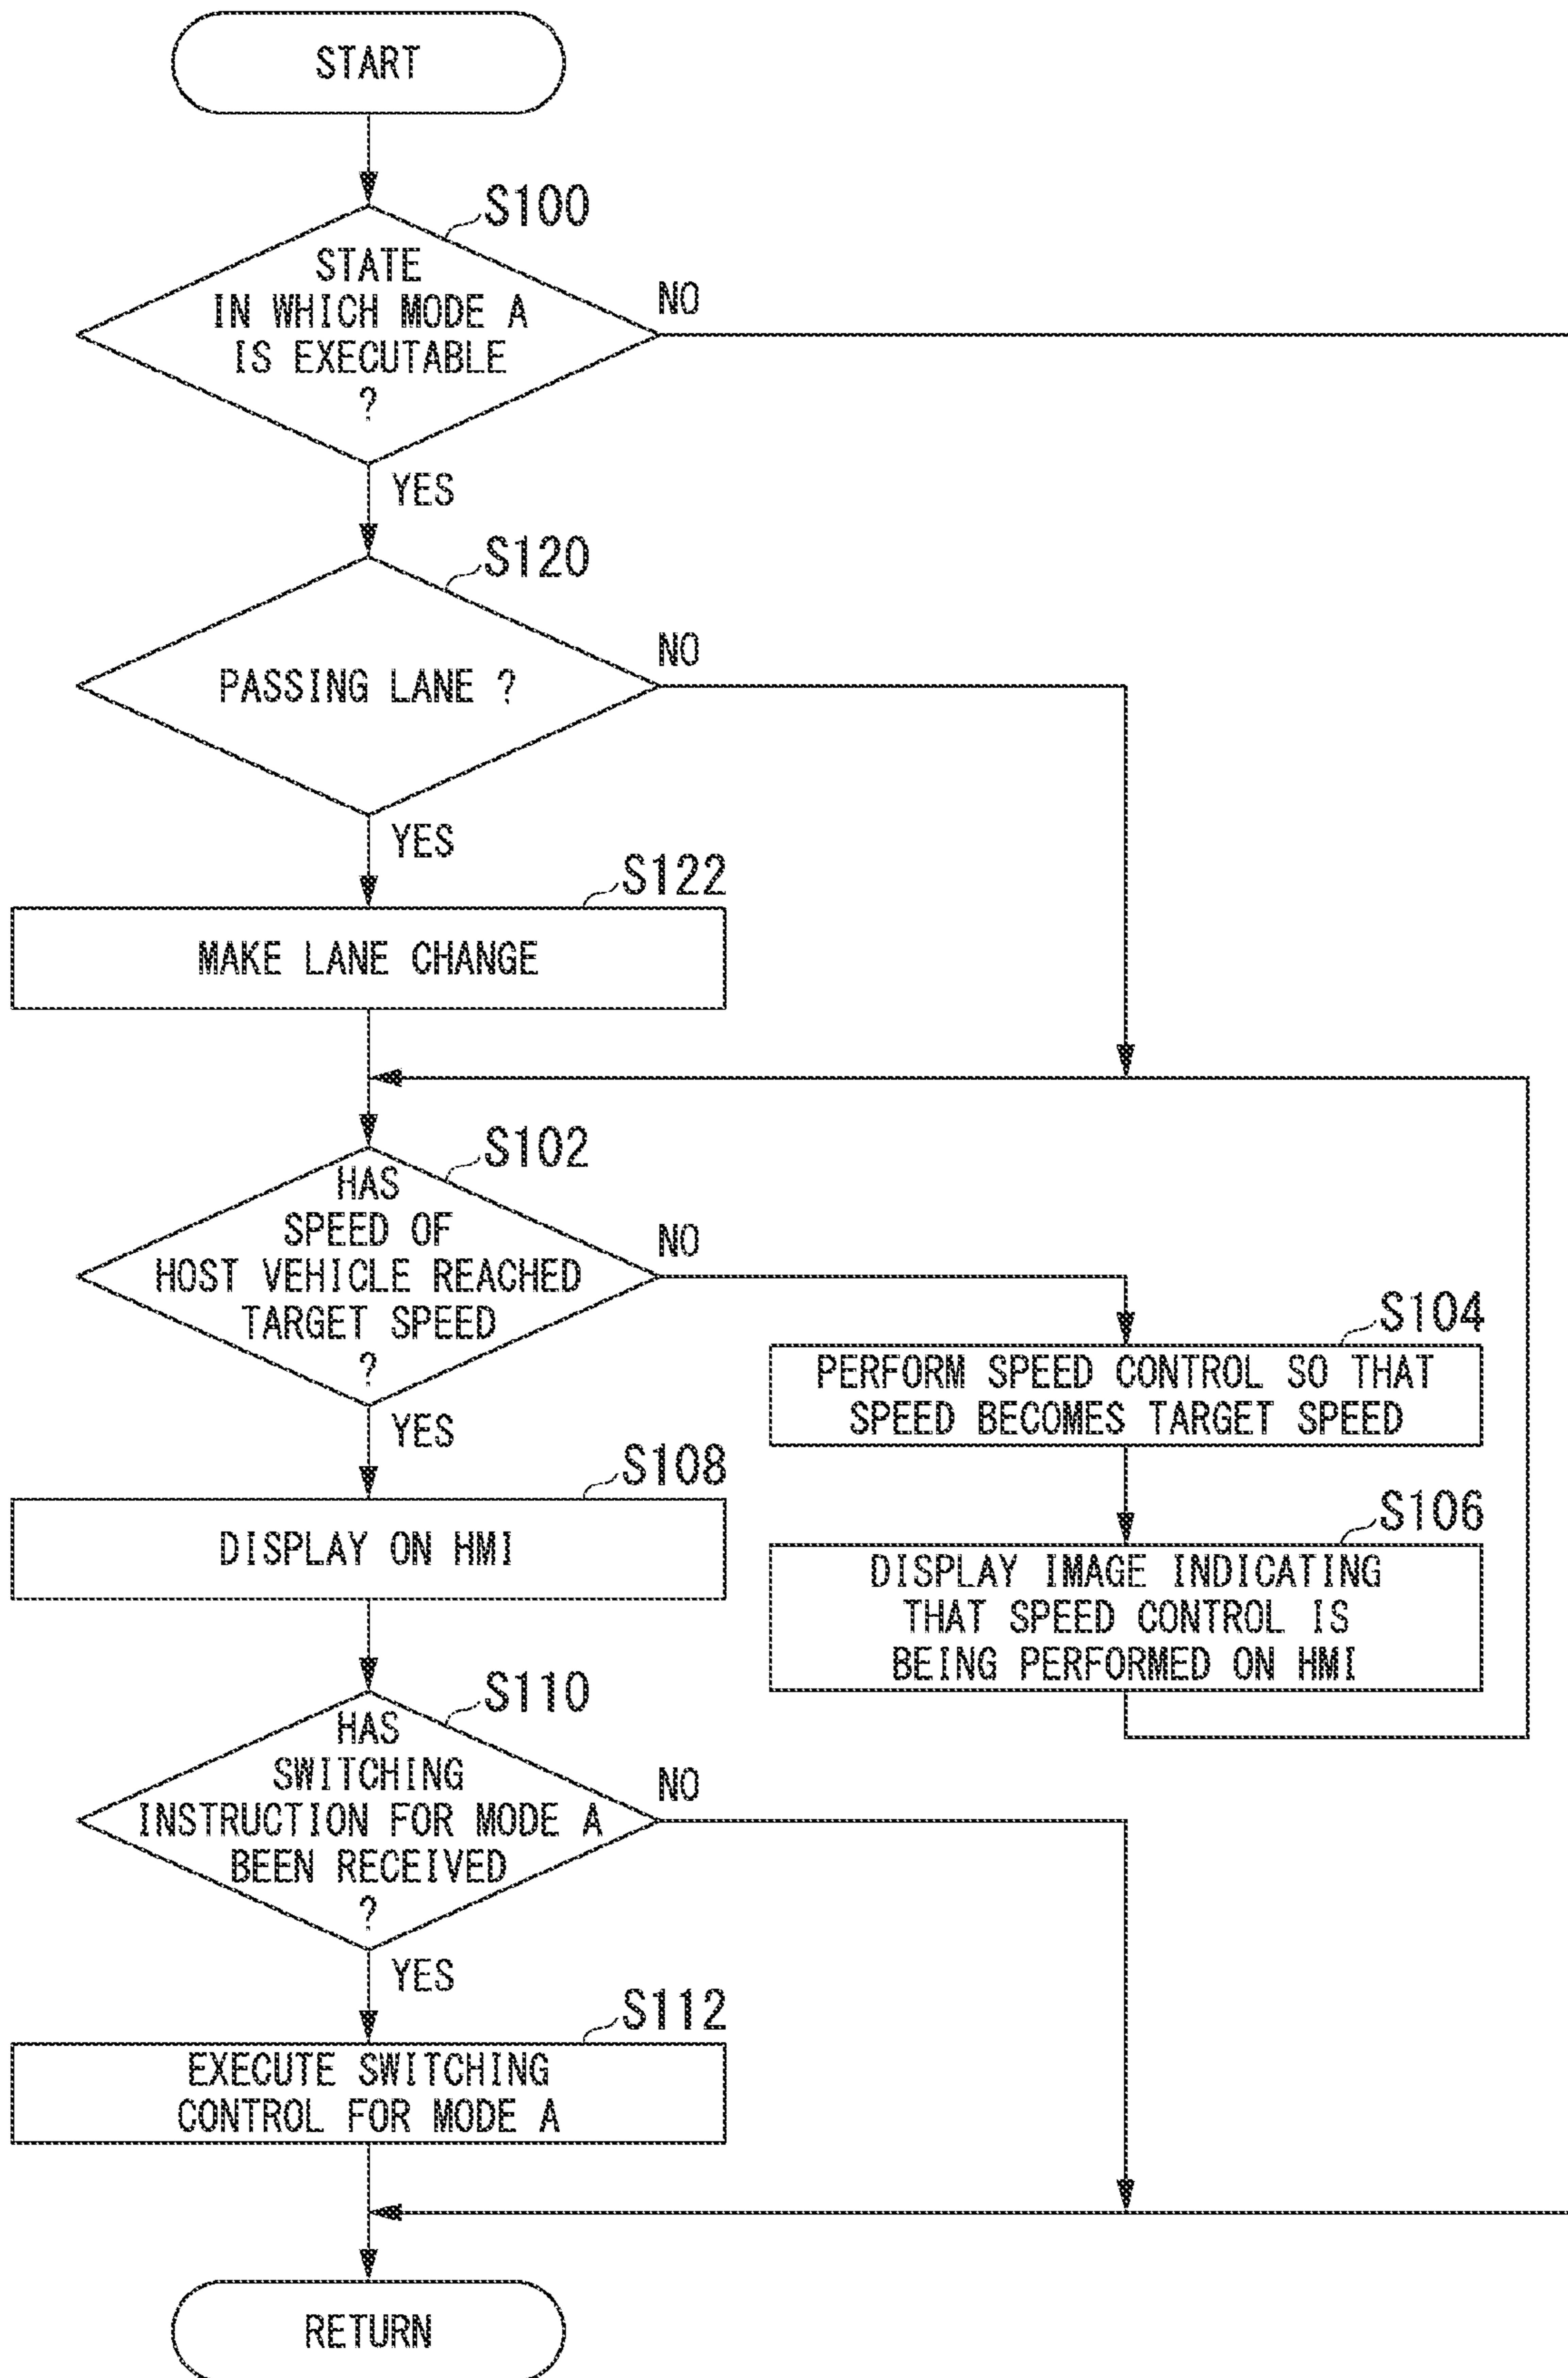 START
S100
STATE
IN WHICH MODE A
IS EXECUTABLE
?
NO
YES
S120
PASSING LANE ?
NO
YES
S122
MAKE LANE CHANGE
S102
HAS
SPEED OF
HOST VEHICLE REACHED
TARGET SPEED
?
NO
YES
S104
PERFORM SPEED CONTROL SO THAT
SPEED BECOMES TARGET SPEED
S106
DISPLAY IMAGE INDICATING
THAT SPEED CONTROL IS
BEING PERFORMED ON HMI
S108
DISPLAY ON HMI
S110
HAS
SWITCHING
INSTRUCTION FOR MODE A
BEEN RECEIVED
?
NO
YES
S112
EXECUTE SWITCHING
CONTROL FOR MODE A
RETURN